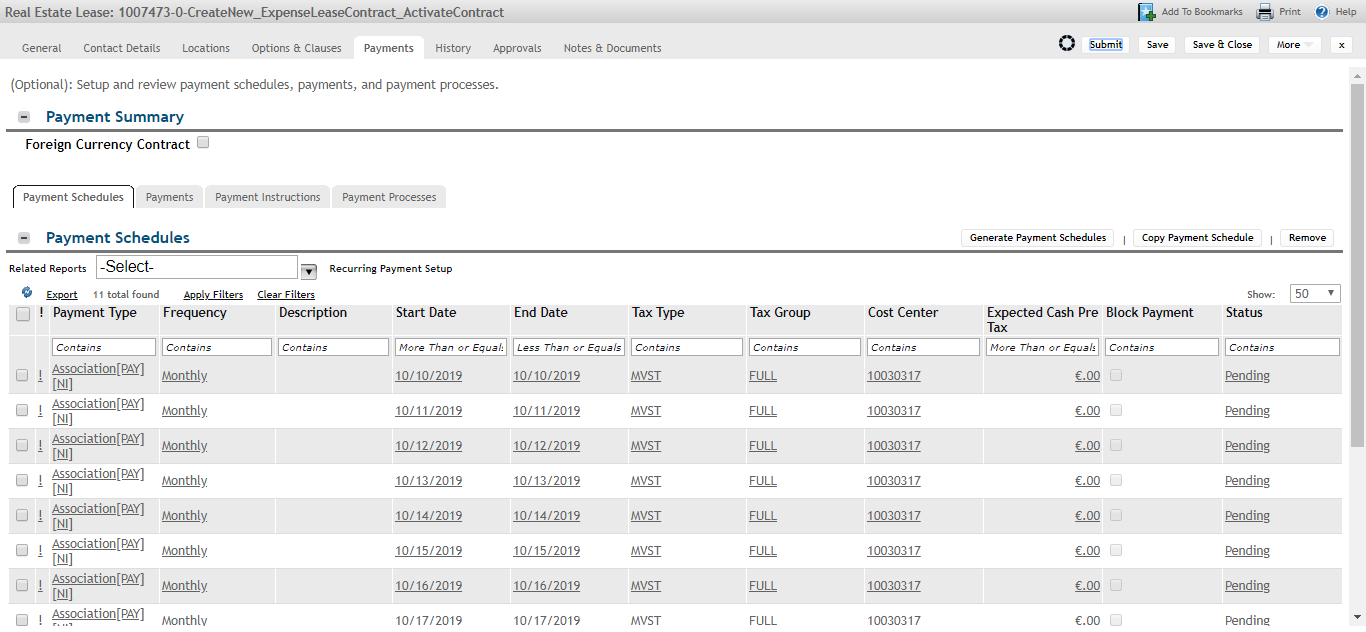 Real Estate Lease: 1007473-0-CreateNew_ExpenseLeaseContract_ActivateContract
Add To Bookmarks Print ? Help
General Contact Details Locations Options & Clauses Payments History Approvals Notes & Documents
Submit Save Save & Close More x
(Optional): Setup and review payment schedules, payments, and payment processes.
Payment Summary
Foreign Currency Contract
Payment Schedules Payments Payment Instructions Payment Processes
Payment Schedules
Generate Payment Schedules | Copy Payment Schedule | Remove
Related Reports -Select- Recurring Payment Setup
Export 11 total found Apply Filters Clear Filters
Show: 50
! Payment Type Frequency Description Start Date End Date Tax Type Tax Group Cost Center Expected Cash Pre Tax Block Payment Status
Contains Contains Contains More Than or Equals Less Than or Equals Contains Contains Contains More Than or Equals Contains Contains
! Association[PAY] [NI] Monthly 10/10/2019 10/10/2019 MVST FULL 10030317 €.00 Pending
! Association[PAY] [NI] Monthly 10/11/2019 10/11/2019 MVST FULL 10030317 €.00 Pending
! Association[PAY] [NI] Monthly 10/12/2019 10/12/2019 MVST FULL 10030317 €.00 Pending
! Association[PAY] [NI] Monthly 10/13/2019 10/13/2019 MVST FULL 10030317 €.00 Pending
! Association[PAY] [NI] Monthly 10/14/2019 10/14/2019 MVST FULL 10030317 €.00 Pending
! Association[PAY] [NI] Monthly 10/15/2019 10/15/2019 MVST FULL 10030317 €.00 Pending
! Association[PAY] [NI] Monthly 10/16/2019 10/16/2019 MVST FULL 10030317 €.00 Pending
! Association[PAY] Monthly 10/17/2019 10/17/2019 MVST FULL 10030317 €.00 Pending